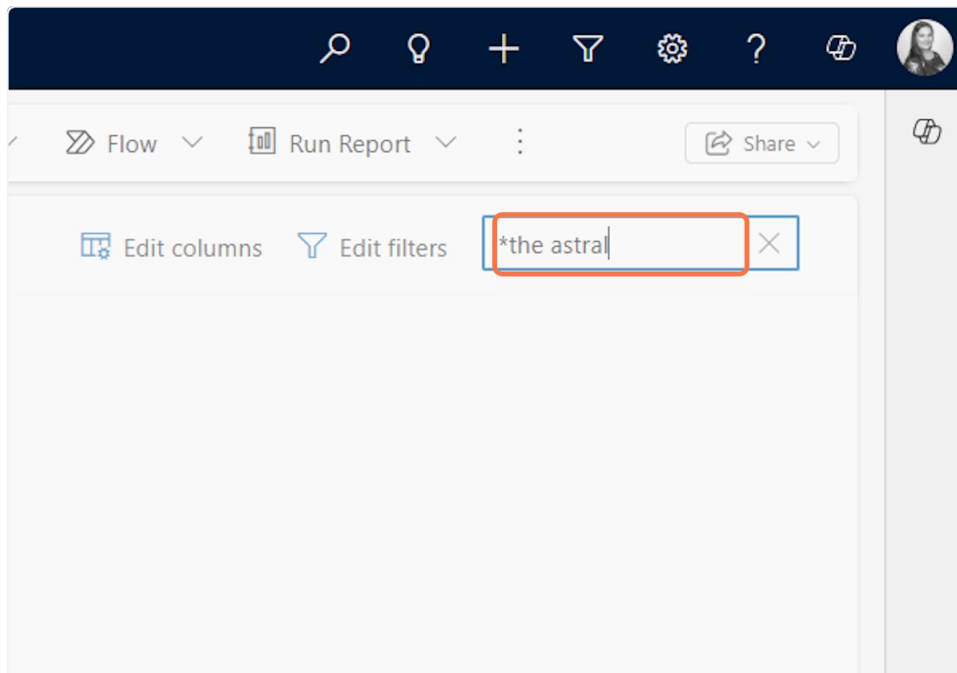 Flow
Run Report
Share
Edit columns
Edit filters
*the astral